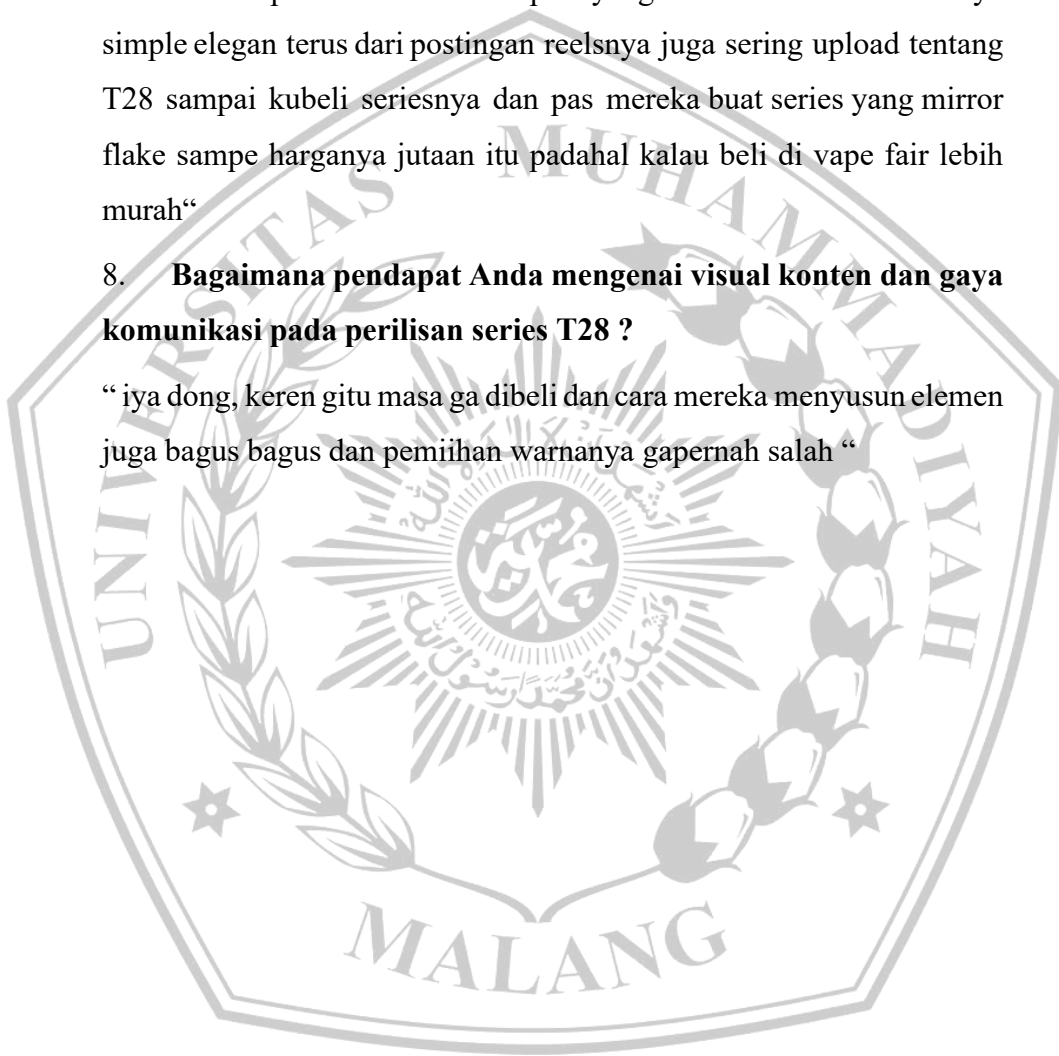 simple elegan terus dari postingan reelsnya juga sering upload tentang
T28 sampai kubeli seriesnya dan pas mereka buat series yang mirror
flake sampe harganya jutaan itu padahal kalau beli di vape fair lebih
murah“
8. Bagaimana pendapat Anda mengenai visual konten dan gaya
komunikasi pada perilisan series T28 ?
“ iya dong, keren gitu masa ga dibeli dan cara mereka menyusun elemen
juga bagus bagus dan pemiihan warnanya gapernah salah “
UNIVERSITAS MUHAMMADIYAH
MALANG